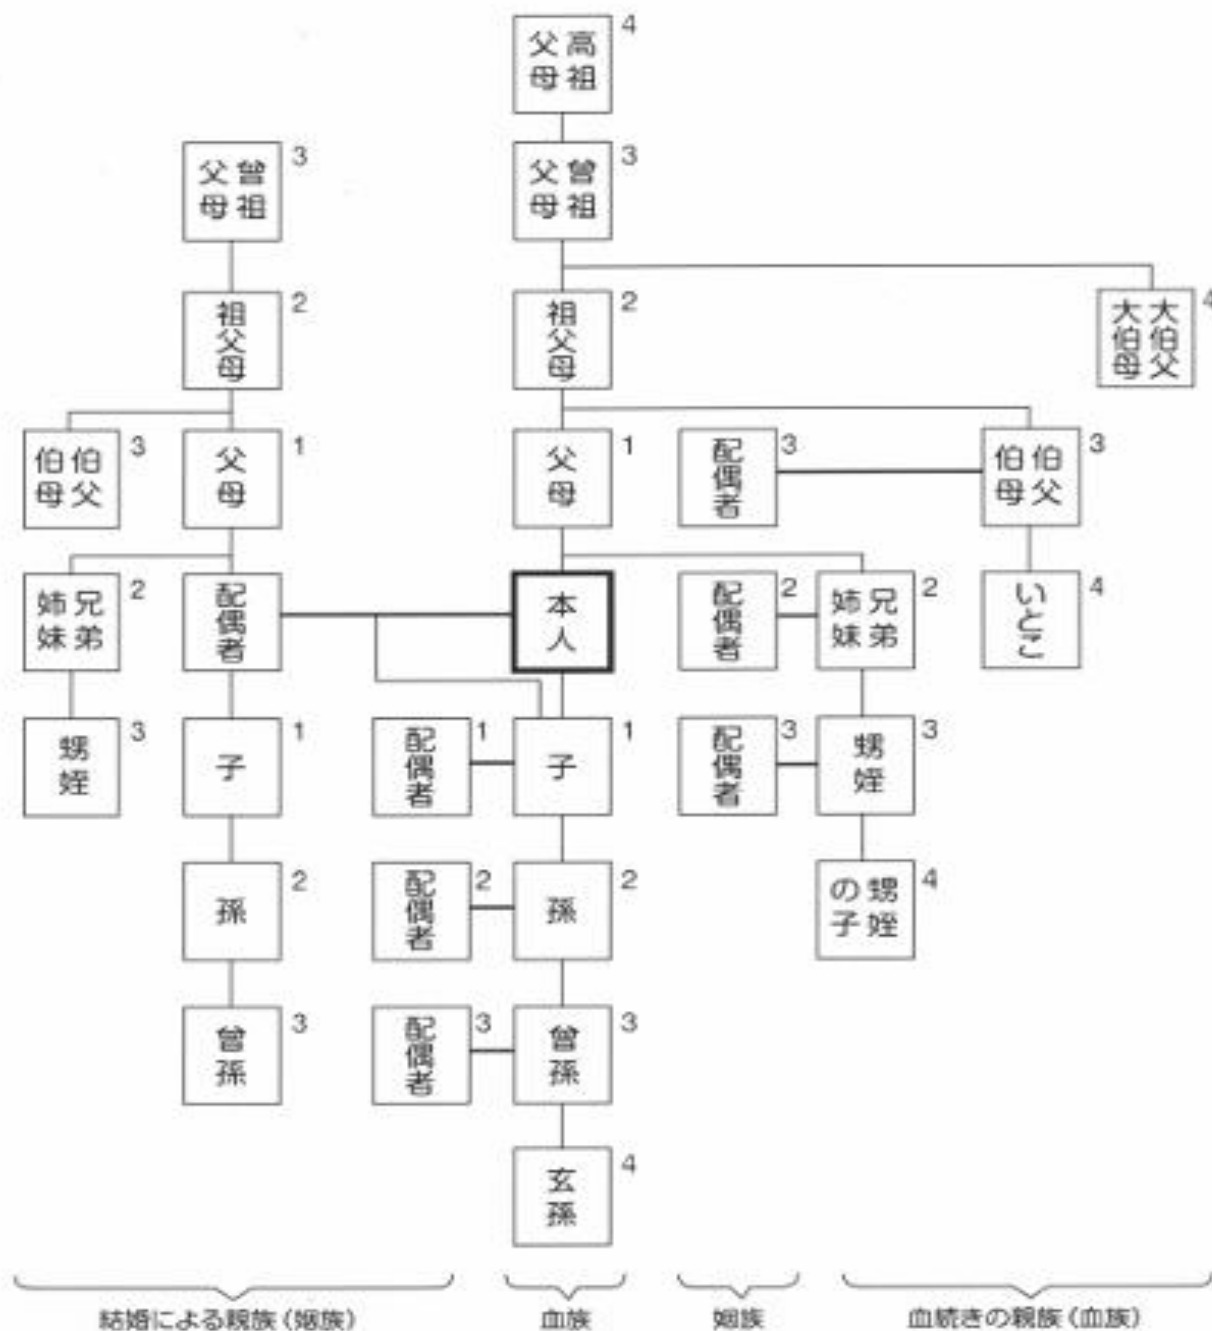 高祖父母 4
曾祖父母 3
曾祖父母 3
祖父母 2
祖父母 2
大伯父大伯母 4
伯父伯母 3
父母 1
父母 1
配偶者 3
伯父伯母 3
兄弟姉妹 2
配偶者
本人
配偶者 2
兄弟姉妹 2
いとこ 4
甥姪 3
子 1
配偶者 1
子 1
配偶者 3
甥姪 3
孫 2
配偶者 2
孫 2
甥姪の子 4
曾孫 3
配偶者 3
曾孫 3
玄孫 4
結婚による親族(姻族)
血族
姻族
血続きの親族(血族)